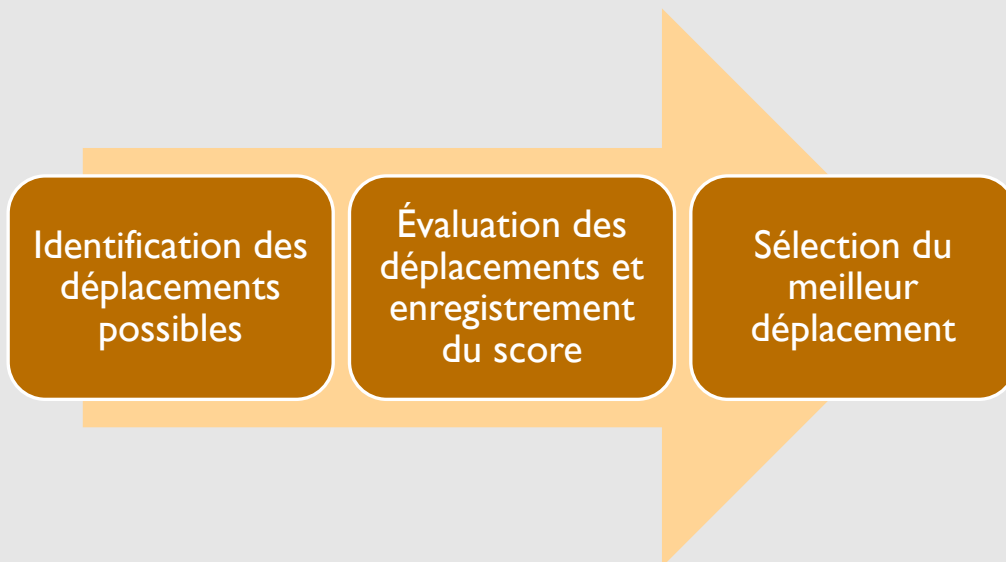 Identification des
déplacements
possibles
Évaluation des
déplacements et
enregistrement
du score
Sélection du
meilleur
déplacement